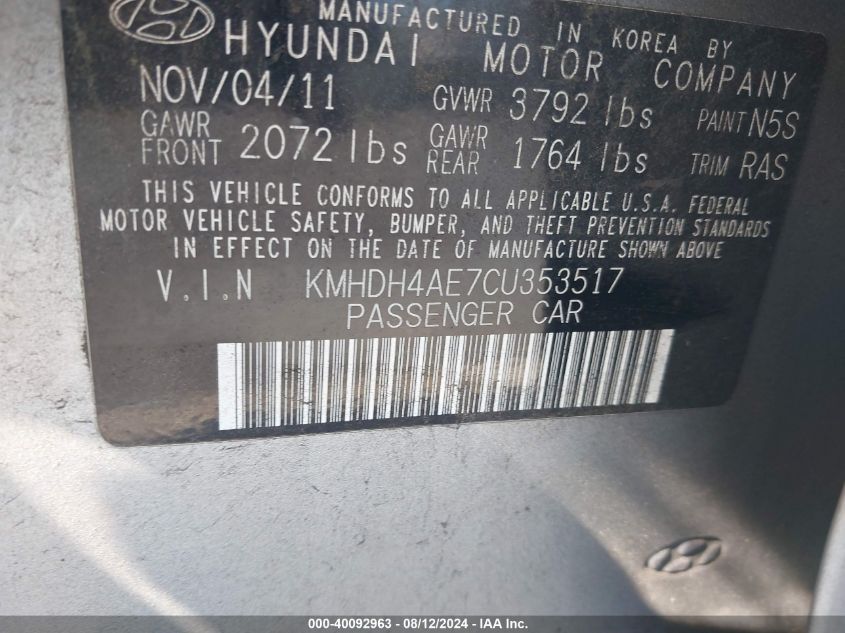 MANUFACTURED IN KOREA BY
HYUNDAI MOTOR COMPANY
NOV/04/11 GVWR 3792 lbs PAINT N5S
GAWR FRONT 2072 lbs GAWR REAR 1764 lbs TRIM RAS
THIS VEHICLE CONFORMS TO ALL APPLICABLE U.S.A. FEDERAL
MOTOR VEHICLE SAFETY, BUMPER, AND THEFT PREVENTION STANDARDS
IN EFFECT ON THE DATE OF MANUFACTURE SHOWN ABOVE
V.I.N KMHDH4AE7CU353517
PASSENGER CAR
000-40092963 - 08/12/2024 - IAA Inc.